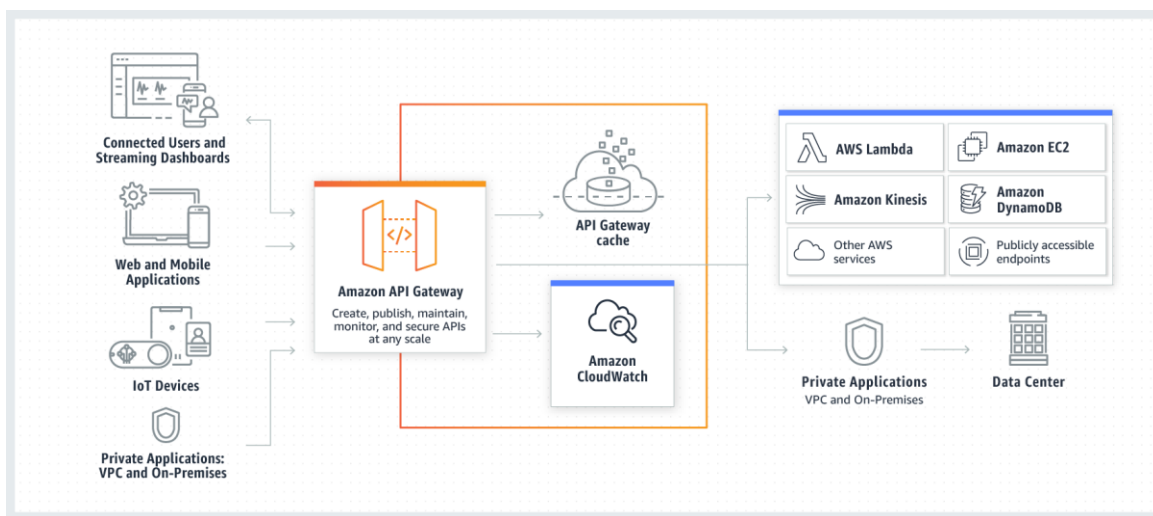 Connected Users and
Streaming Dashboards
Web and Mobile
Applications
IoT Devices
Private Applications:
VPC and On-Premises
</>
Amazon API Gateway
Create, publish, maintain,
monitor, and secure APIs
at any scale
API Gateway
cache
Amazon
CloudWatch
AWS Lambda
Amazon EC2
Amazon Kinesis
Amazon
DynamoDB
Other AWS
services
Publicly accessible
endpoints
Private Applications
VPC and On-Premises
Data Center